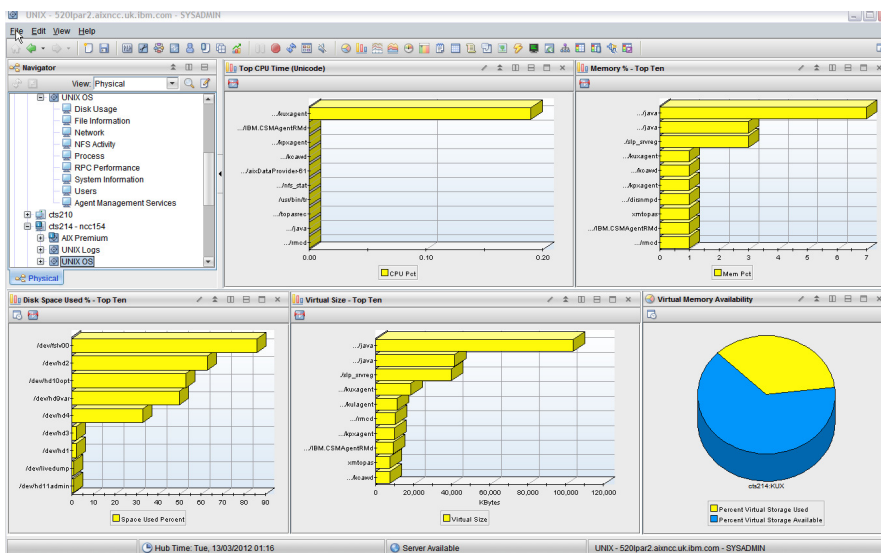 UNIX - 520lpar2.aixncc.uk.ibm.com - SYSADMIN
File Edit View Help
Navigator
View: Physical
UNIX OS
Disk Usage
File Information
Network
NFS Activity
Process
RPC Performance
System Information
Users
Agent Management Services
cts210
cts214 - ncc154
AIX Premium
UNIX Logs
UNIX OS
Physical
Top CPU Time (Unicode)
.../kuxagent
.../IBM.CSMAgentRMd
.../kpxagent
.../kcawd
.../aixDataProvider-61
.../nfs_stat
/usr/bin/tr
.../topasrec
.../java
.../rmcd
0.00 0.10 0.20
CPU Pct
Memory % - Top Ten
.../java
.../java
.../slp_srvreg
.../kuxagent
.../kcawd
.../kpxagent
.../dirsnmpd
xmtopas
.../IBM.CSMAgentRMd
.../rmcd
0 1 2 3 4 5 6 7
Mem Pct
Disk Space Used % - Top Ten
/dev/fslv00
/dev/hd2
/dev/hd10opt
/dev/hd9var
/dev/hd4
/dev/hd3
/dev/hd1
/dev/livedump
/dev/hd11admin
0 10 20 30 40 50 60 70 80 90
Space Used Percent
Virtual Size - Top Ten
.../java
.../java
.../slp_srvreg
.../kuxagent
.../kulagent
.../rmcd
.../kpxagent
.../IBM.CSMAgentRMd
xmtopas
.../kcawd
0 20,000 40,000 60,000 80,000 100,000 120,000
KBytes
Virtual Size
Virtual Memory Availability
cts214:KUX
Percent Virtual Storage Used
Percent Virtual Storage Available
Hub Time: Tue, 13/03/2012 01:16
Server Available
UNIX - 520lpar2.aixncc.uk.ibm.com - SYSADMIN